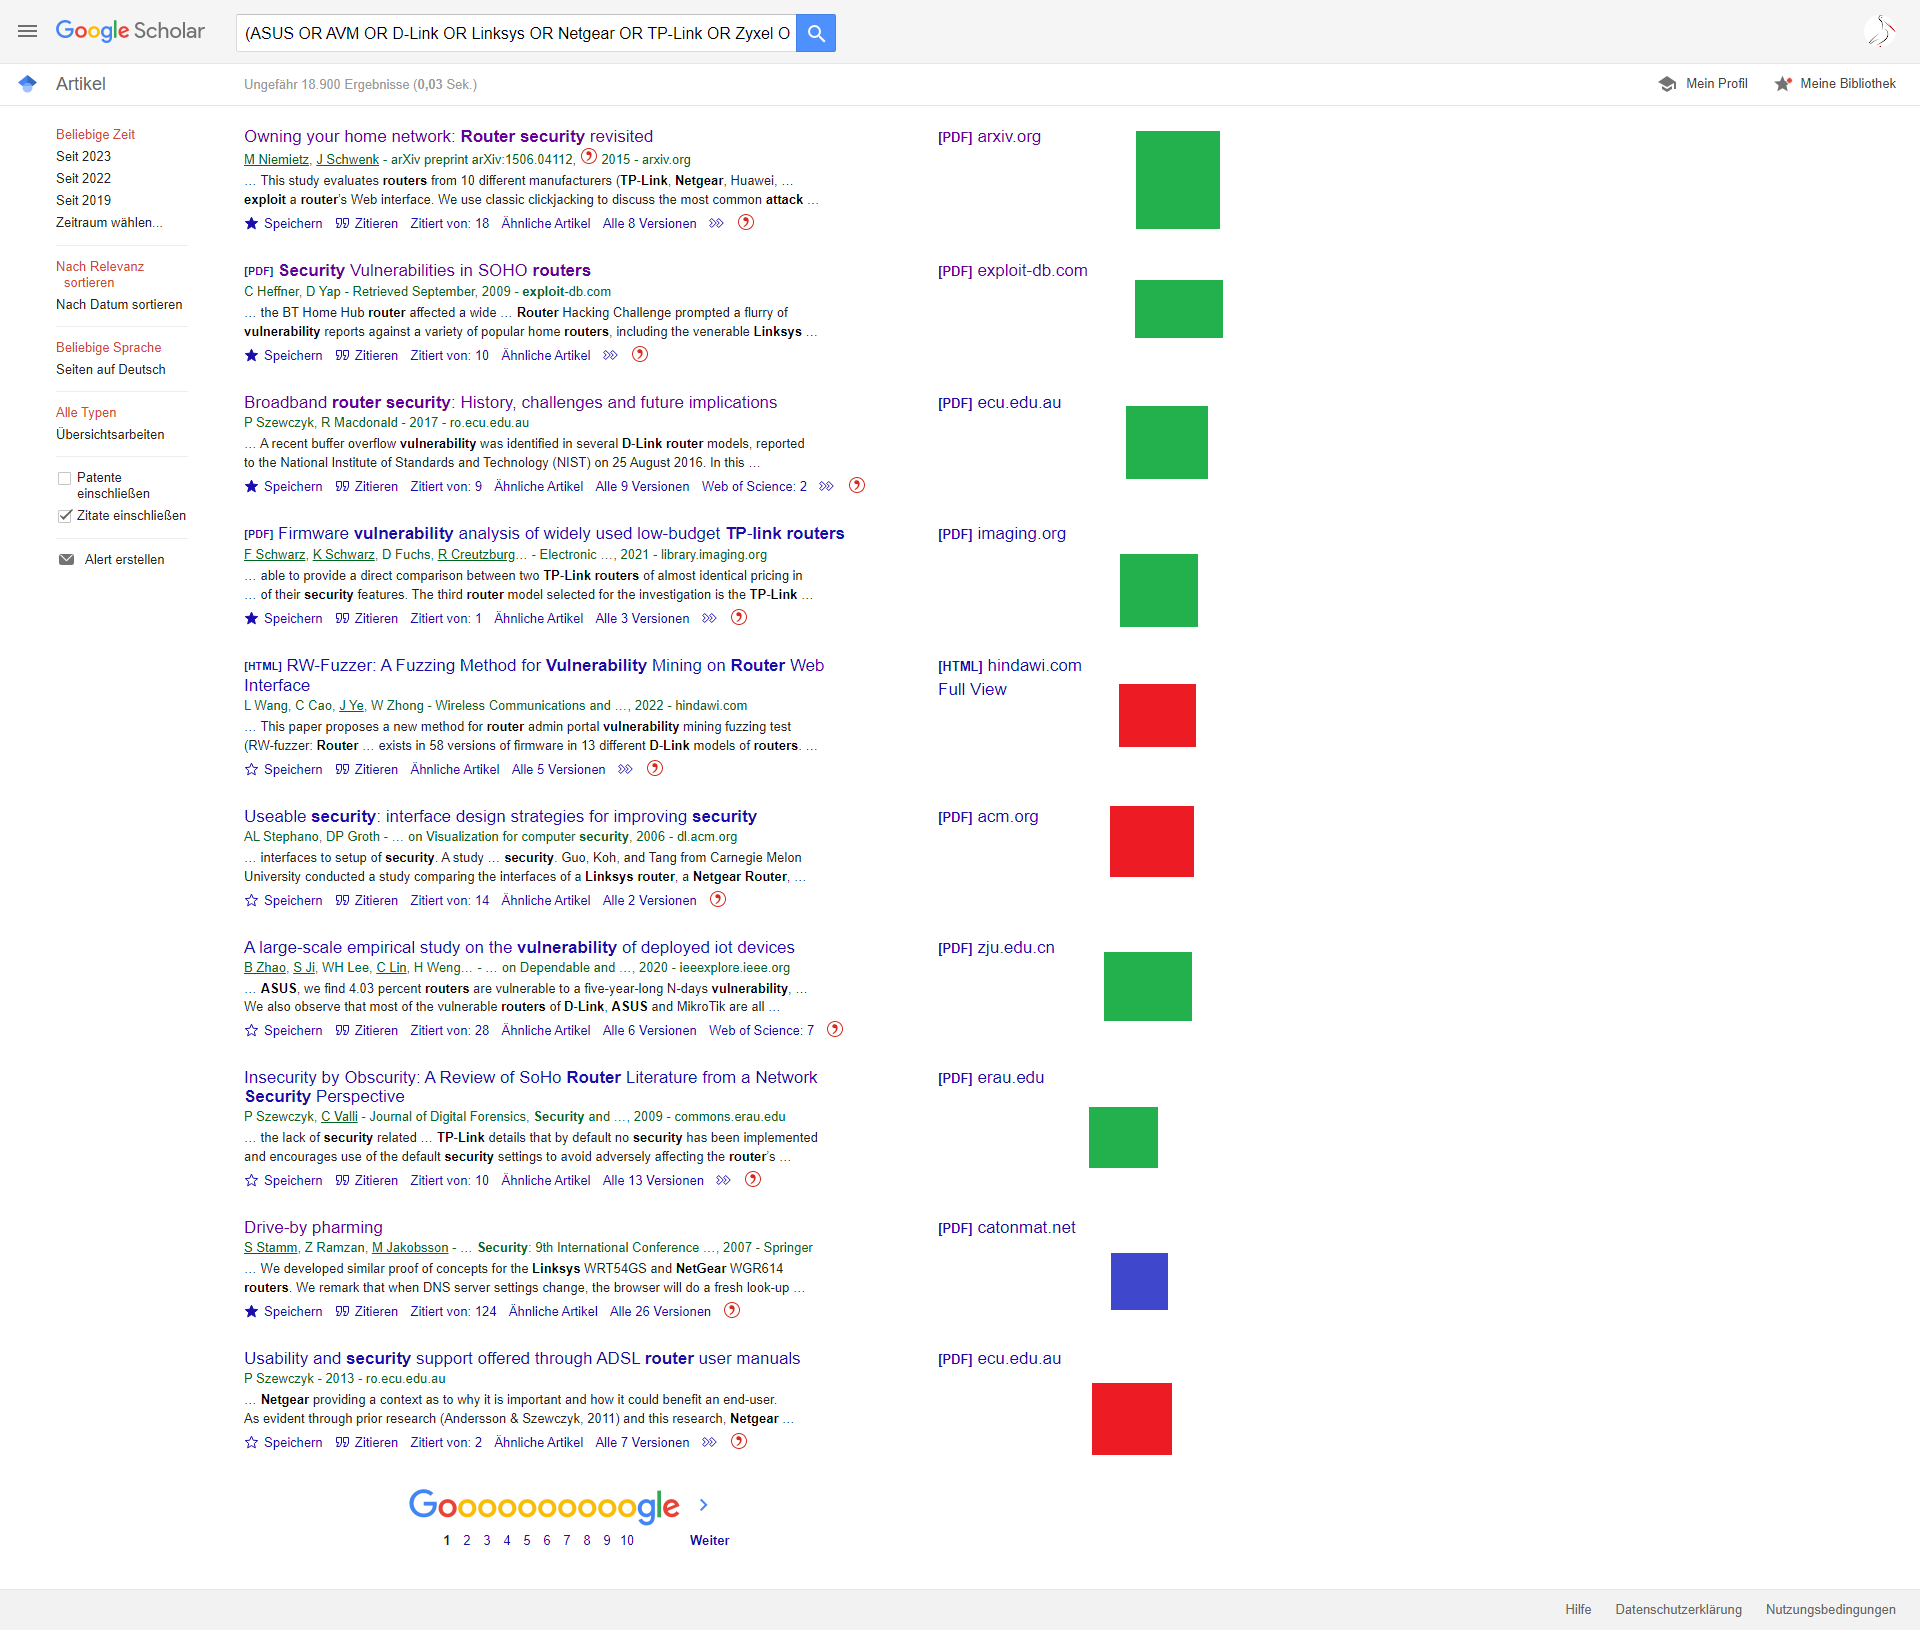 Google Scholar
(ASUS OR AVM OR D-Link OR Linksys OR Netgear OR TP-Link OR Zyxel O
Artikel
Ungefähr 18.900 Ergebnisse (0,03 Sek.)
Mein Profil
Meine Bibliothek
Beliebige Zeit
Seit 2023
Seit 2022
Seit 2019
Zeitraum wählen...
Nach Relevanz
sortieren
Nach Datum sortieren
Beliebige Sprache
Seiten auf Deutsch
Alle Typen
Übersichtsarbeiten
Patente
einschließen
Zitate einschließen
Alert erstellen
Owning your home network: Router security revisited
[PDF] arxiv.org
M Niemietz, J Schwenk - arXiv preprint arXiv:1506.04112, 2015 - arxiv.org
… This study evaluates routers from 10 different manufacturers (TP-Link, Netgear, Huawei, …
exploit a router's Web interface. We use classic clickjacking to discuss the most common attack …
Speichern Zitieren Zitiert von: 18 Ähnliche Artikel Alle 8 Versionen
[PDF] Security Vulnerabilities in SOHO routers
[PDF] exploit-db.com
C Heffner, D Yap - Retrieved September, 2009 - exploit-db.com
… the BT Home Hub router affected a wide … Router Hacking Challenge prompted a flurry of
vulnerability reports against a variety of popular home routers, including the venerable Linksys …
Speichern Zitieren Zitiert von: 10 Ähnliche Artikel
Broadband router security: History, challenges and future implications
[PDF] ecu.edu.au
P Szewczyk, R Macdonald - 2017 - ro.ecu.edu.au
… A recent buffer overflow vulnerability was identified in several D-Link router models, reported
to the National Institute of Standards and Technology (NIST) on 25 August 2016. In this …
Speichern Zitieren Zitiert von: 9 Ähnliche Artikel Alle 9 Versionen Web of Science: 2
[PDF] Firmware vulnerability analysis of widely used low-budget TP-link routers
[PDF] imaging.org
F Schwarz, K Schwarz, D Fuchs, R Creutzburg… - Electronic …, 2021 - library.imaging.org
… able to provide a direct comparison between two TP-Link routers of almost identical pricing in
… of their security features. The third router model selected for the investigation is the TP-Link …
Speichern Zitieren Zitiert von: 1 Ähnliche Artikel Alle 3 Versionen
[HTML] RW-Fuzzer: A Fuzzing Method for Vulnerability Mining on Router Web
Interface
[HTML] hindawi.com
Full View
L Wang, C Cao, J Ye, W Zhong - Wireless Communications and …, 2022 - hindawi.com
… This paper proposes a new method for router admin portal vulnerability mining fuzzing test
(RW-fuzzer: Router … exists in 58 versions of firmware in 13 different D-Link models of routers. …
Speichern Zitieren Ähnliche Artikel Alle 5 Versionen
Useable security: interface design strategies for improving security
[PDF] acm.org
AL Stephano, DP Groth - … on Visualization for computer security, 2006 - dl.acm.org
… interfaces to setup of security. A study … security. Guo, Koh, and Tang from Carnegie Melon
University conducted a study comparing the interfaces of a Linksys router, a Netgear Router, …
Speichern Zitieren Zitiert von: 14 Ähnliche Artikel Alle 2 Versionen
A large-scale empirical study on the vulnerability of deployed iot devices
[PDF] zju.edu.cn
B Zhao, S Ji, WH Lee, C Lin, H Weng… - … on Dependable and …, 2020 - ieeexplore.ieee.org
… ASUS, we find 4.03 percent routers are vulnerable to a five-year-long N-days vulnerability, …
We also observe that most of the vulnerable routers of D-Link, ASUS and MikroTik are all …
Speichern Zitieren Zitiert von: 28 Ähnliche Artikel Alle 6 Versionen Web of Science: 7
Insecurity by Obscurity: A Review of SoHo Router Literature from a Network
Security Perspective
[PDF] erau.edu
P Szewczyk, C Valli - Journal of Digital Forensics, Security and …, 2009 - commons.erau.edu
… the lack of security related … TP-Link details that by default no security has been implemented
and encourages use of the default security settings to avoid adversely affecting the router's …
Speichern Zitieren Zitiert von: 10 Ähnliche Artikel Alle 13 Versionen
Drive-by pharming
[PDF] catonmat.net
S Stamm, Z Ramzan, M Jakobsson - … Security: 9th International Conference …, 2007 - Springer
… We developed similar proof of concepts for the Linksys WRT54GS and NetGear WGR614
routers. We remark that when DNS server settings change, the browser will do a fresh look-up …
Speichern Zitieren Zitiert von: 124 Ähnliche Artikel Alle 26 Versionen
Usability and security support offered through ADSL router user manuals
[PDF] ecu.edu.au
P Szewczyk - 2013 - ro.ecu.edu.au
… Netgear providing a context as to why it is important and how it could benefit an end-user.
As evident through prior research (Andersson & Szewczyk, 2011) and this research, Netgear …
Speichern Zitieren Zitiert von: 2 Ähnliche Artikel Alle 7 Versionen
Gooooooooogle
1 2 3 4 5 6 7 8 9 10 Weiter
Hilfe Datenschutzerklärung Nutzungsbedingungen